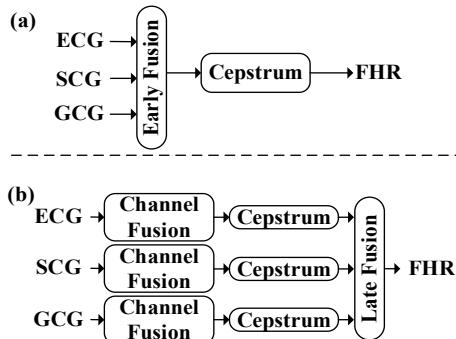 (a)
ECG
SCG
GCG
Early Fusion
Cepstrum
FHR
(b)
ECG
Channel
Fusion
Cepstrum
SCG
Channel
Fusion
Cepstrum
GCG
Channel
Fusion
Cepstrum
Late Fusion
FHR